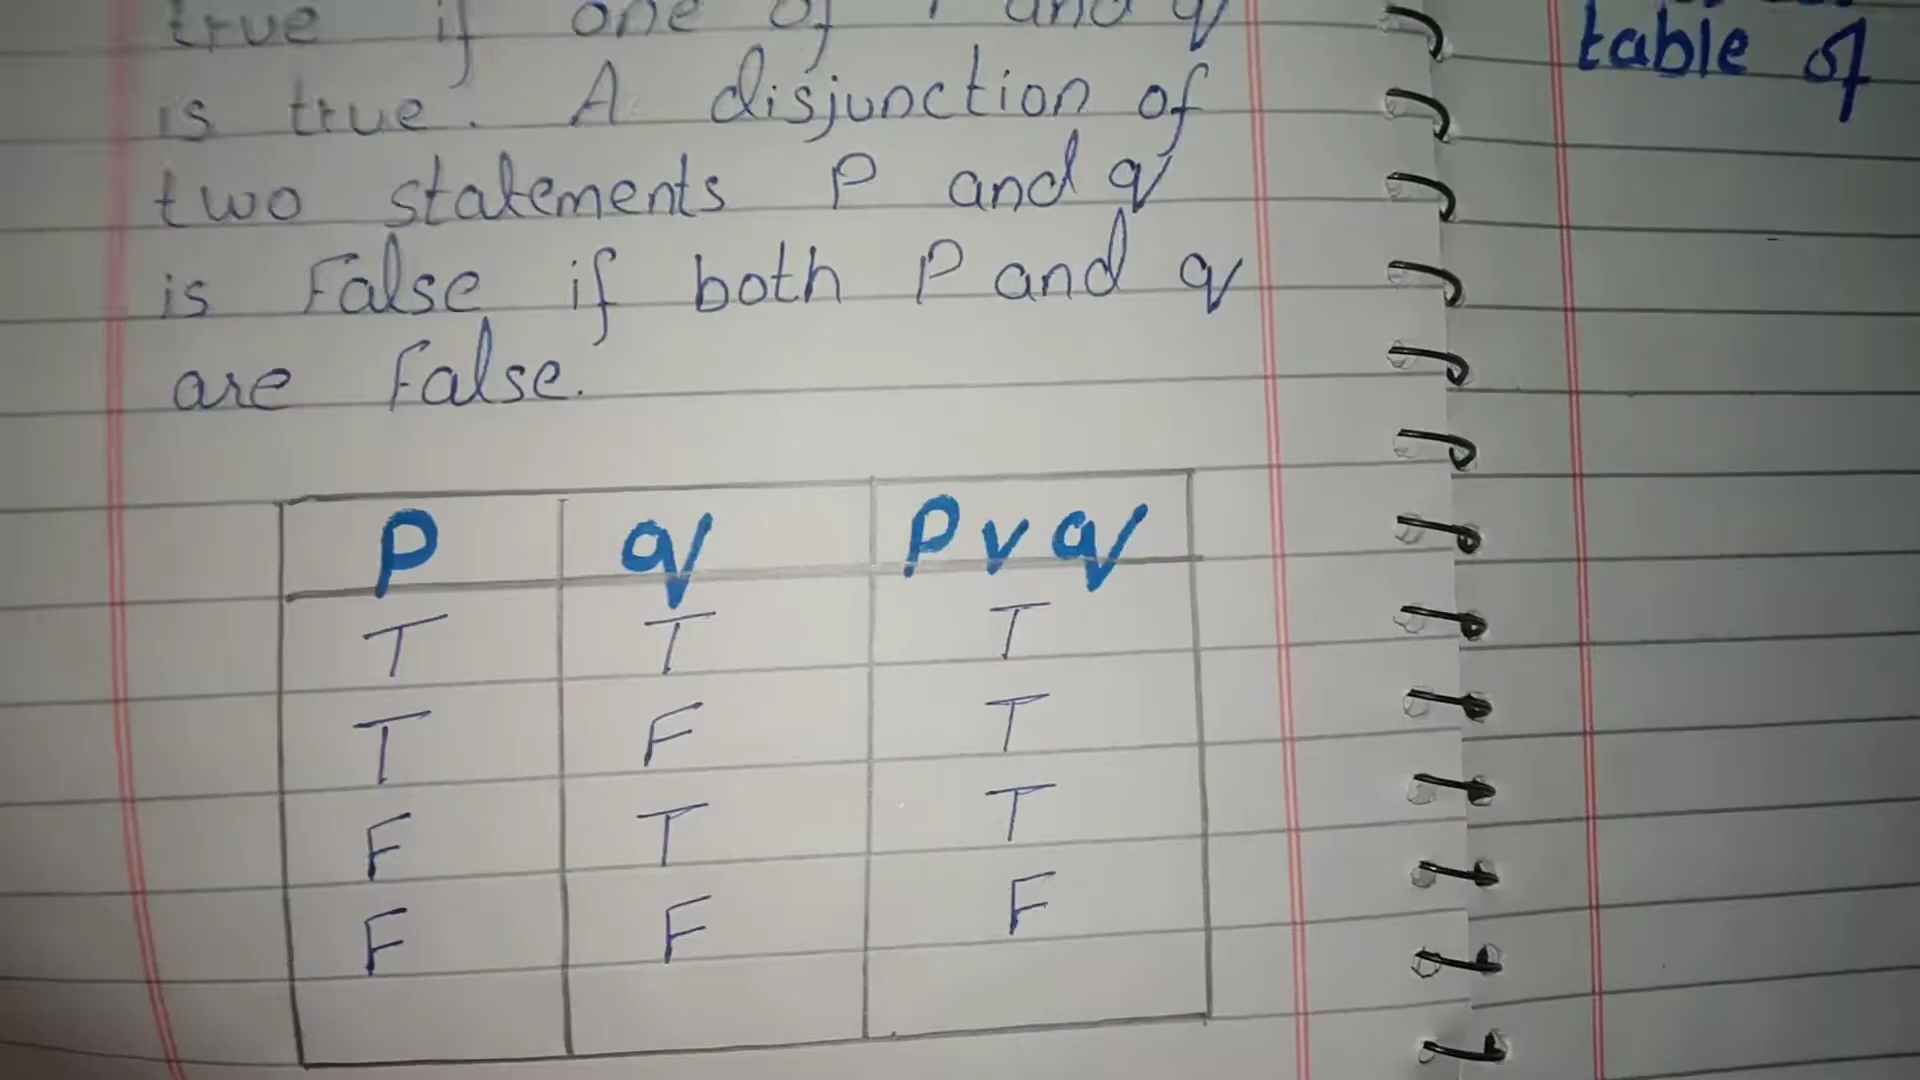 true if one of P and q
is true. A disjunction of
two statements P and q
is False if both P and q
are False.
P q P v q
T T T
T F T
F T T
F F F
table of